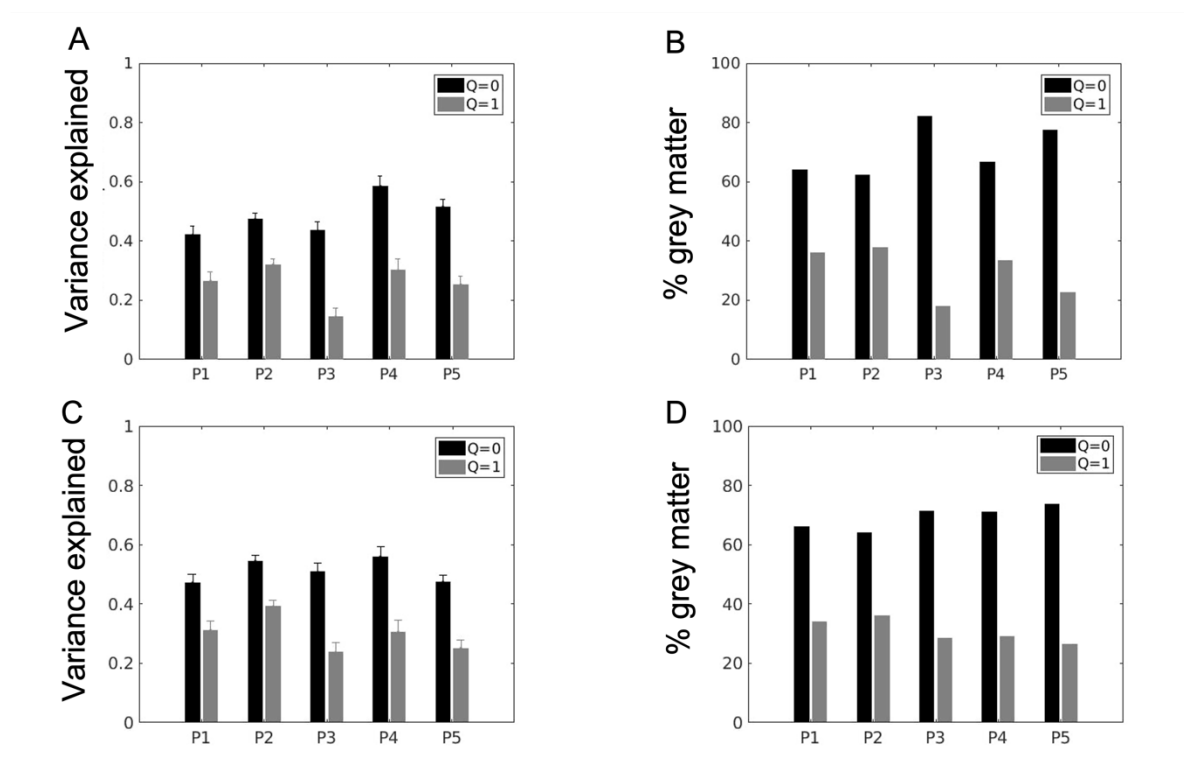 A
Variance explained
1
0.8
0.6
0.4
0.2
0
Q=0
Q=1
P1 P2 P3 P4 P5
B
% grey matter
100
80
60
40
20
0
Q=0
Q=1
P1 P2 P3 P4 P5
C
Variance explained
1
0.8
0.6
0.4
0.2
0
Q=0
Q=1
P1 P2 P3 P4 P5
D
% grey matter
100
80
60
40
20
0
Q=0
Q=1
P1 P2 P3 P4 P5